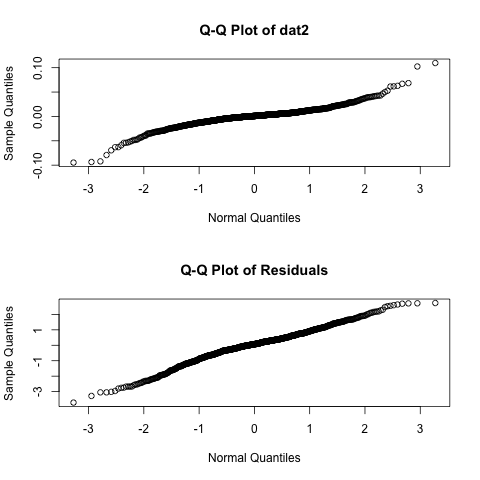 Q-Q Plot of dat2
Sample Quantiles
0.10
0.00
-0.10
-3 -2 -1 0 1 2 3
Normal Quantiles
Q-Q Plot of Residuals
Sample Quantiles
1
-1
-3
-3 -2 -1 0 1 2 3
Normal Quantiles